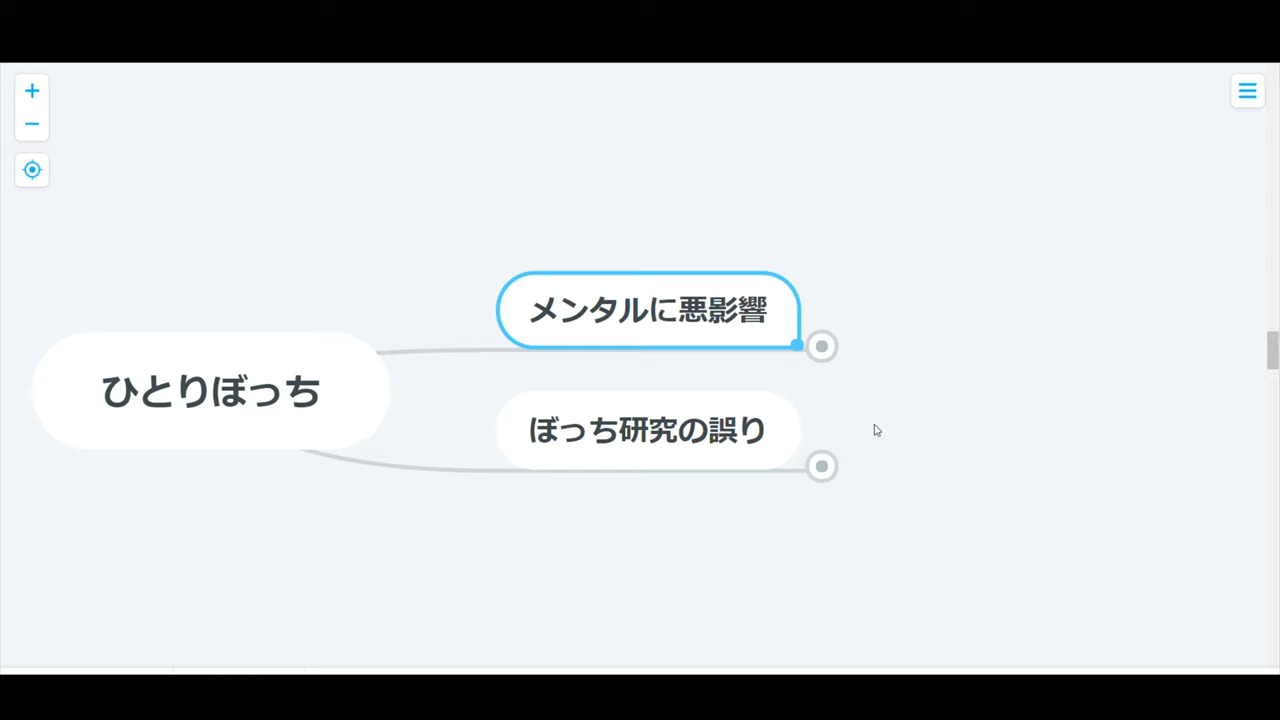 メンタルに悪影響
ひとりぼっち
ぼっち研究の誤り